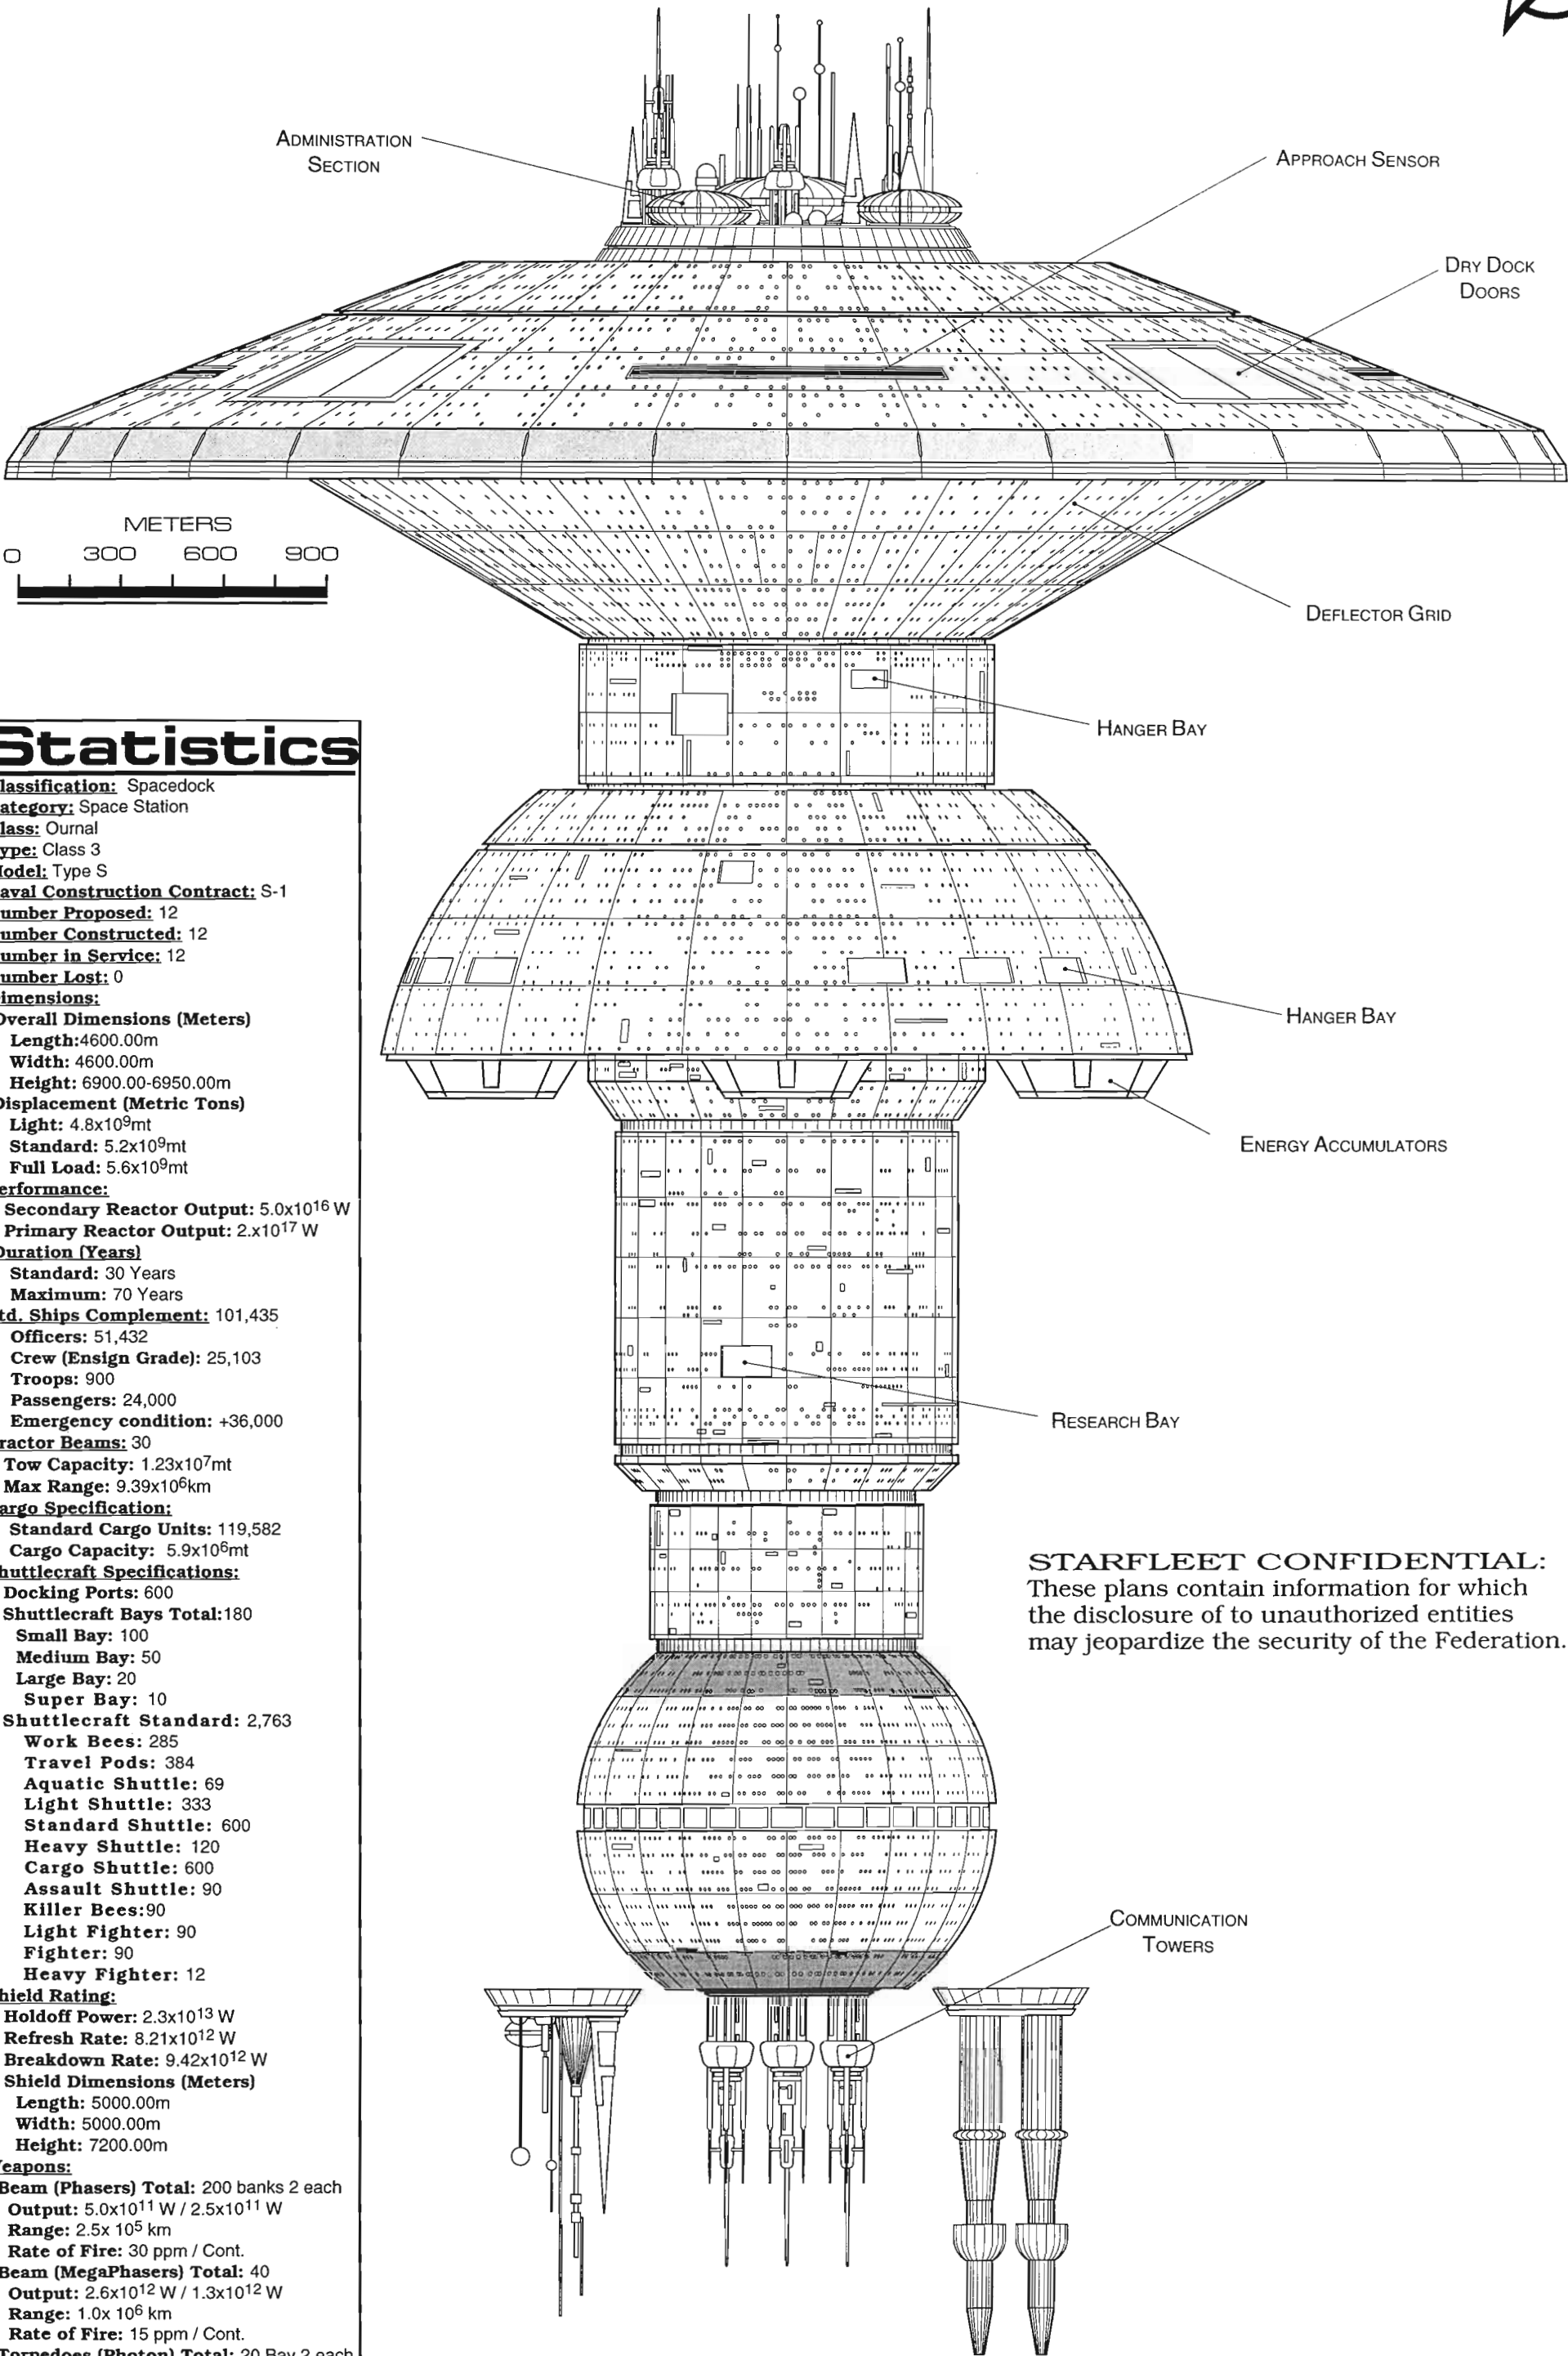 ADMINISTRATION
SECTION
APPROACH SENSOR
DRY DOCK
DOORS
METERS
0 300 600 900
DEFLECTOR GRID
HANGER BAY
HANGER BAY
ENERGY ACCUMULATORS
RESEARCH BAY
COMMUNICATION
TOWERS
STARFLEET CONFIDENTIAL:
These plans contain information for which
the disclosure of to unauthorized entities
may jeopardize the security of the Federation.
Statistics
lassification: Spacedock
ategory: Space Station
lass: Ournal
ype: Class 3
odel: Type S
aval Construction Contract: S-1
umber Proposed: 12
umber Constructed: 12
umber in Service: 12
umber Lost: 0
imensions:
Overall Dimensions (Meters)
Length:4600.00m
Width: 4600.00m
Height: 6900.00-6950.00m
Displacement (Metric Tons)
Light: 4.8x10⁹mt
Standard: 5.2x10⁹mt
Full Load: 5.6x10⁹mt
erformance:
Secondary Reactor Output: 5.0x10¹⁶ W
Primary Reactor Output: 2.x10¹⁷ W
Duration (Years)
Standard: 30 Years
Maximum: 70 Years
td. Ships Complement: 101,435
Officers: 51,432
Crew (Ensign Grade): 25,103
Troops: 900
Passengers: 24,000
Emergency condition: +36,000
ractor Beams: 30
Tow Capacity: 1.23x10⁷mt
Max Range: 9.39x10⁶km
argo Specification:
Standard Cargo Units: 119,582
Cargo Capacity: 5.9x10⁶mt
huttlecraft Specifications:
Docking Ports: 600
Shuttlecraft Bays Total:180
Small Bay: 100
Medium Bay: 50
Large Bay: 20
Super Bay: 10
Shuttlecraft Standard: 2,763
Work Bees: 285
Travel Pods: 384
Aquatic Shuttle: 69
Light Shuttle: 333
Standard Shuttle: 600
Heavy Shuttle: 120
Cargo Shuttle: 600
Assault Shuttle: 90
Killer Bees:90
Light Fighter: 90
Fighter: 90
Heavy Fighter: 12
hield Rating:
Holdoff Power: 2.3x10¹³ W
Refresh Rate: 8.21x10¹² W
Breakdown Rate: 9.42x10¹² W
Shield Dimensions (Meters)
Length: 5000.00m
Width: 5000.00m
Height: 7200.00m
eapons:
Beam (Phasers) Total: 200 banks 2 each
Output: 5.0x10¹¹ W / 2.5x10¹¹ W
Range: 2.5x 10⁵ km
Rate of Fire: 30 ppm / Cont.
Beam (MegaPhasers) Total: 40
Output: 2.6x10¹² W / 1.3x10¹² W
Range: 1.0x 10⁶ km
Rate of Fire: 15 ppm / Cont.
Torpedoes (Photon) Total: 20 Bay 2 each